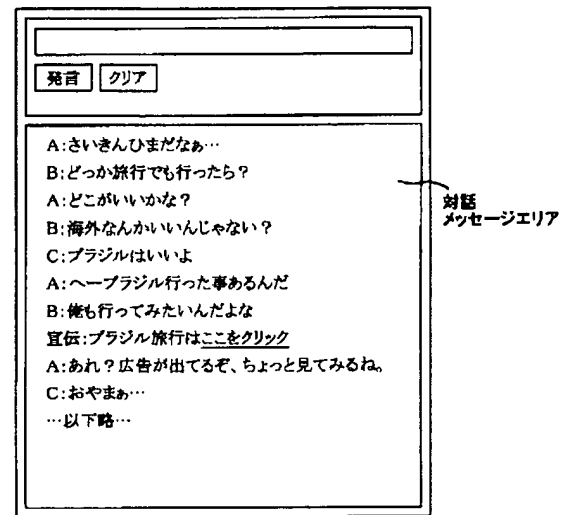 発言 クリア
A:さいきんひまだなぁ…
B:どっか旅行でも行ったら?
A:どこがいいかな?
B:海外なんかいいんじゃない?
C:ブラジルはいいよ
A:へーブラジル行った事あるんだ
B:俺も行ってみたいんだよな
宣伝:ブラジル旅行はここをクリック
A:あれ?広告が出てるぞ、ちょっと見てみるね。
C:おやまぁ…
…以下略…
対話
メッセージエリア